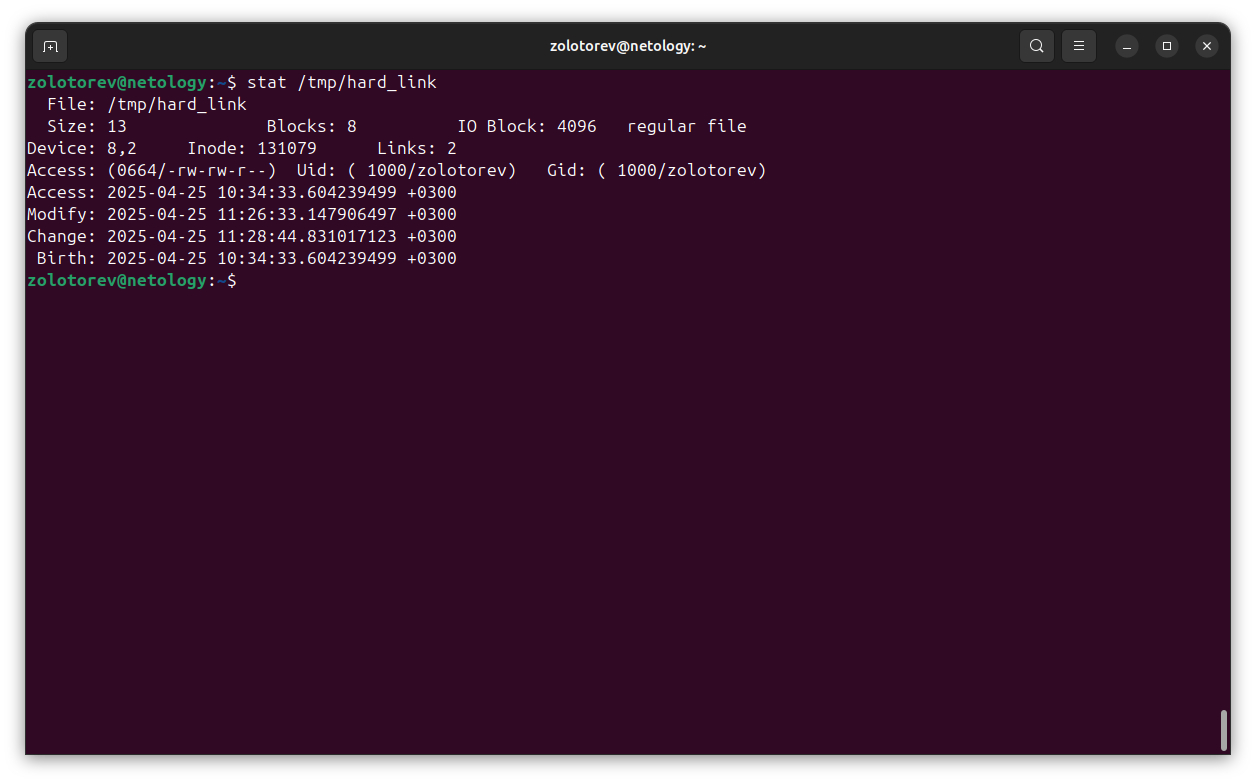 zolotorev@netology: ~
zolotorev@netology:~$ stat /tmp/hard_link
  File: /tmp/hard_link
  Size: 13              Blocks: 8          IO Block: 4096   regular file
Device: 8,2     Inode: 131079      Links: 2
Access: (0664/-rw-rw-r--)  Uid: ( 1000/zolotorev)   Gid: ( 1000/zolotorev)
Access: 2025-04-25 10:34:33.604239499 +0300
Modify: 2025-04-25 11:26:33.147906497 +0300
Change: 2025-04-25 11:28:44.831017123 +0300
 Birth: 2025-04-25 10:34:33.604239499 +0300
zolotorev@netology:~$